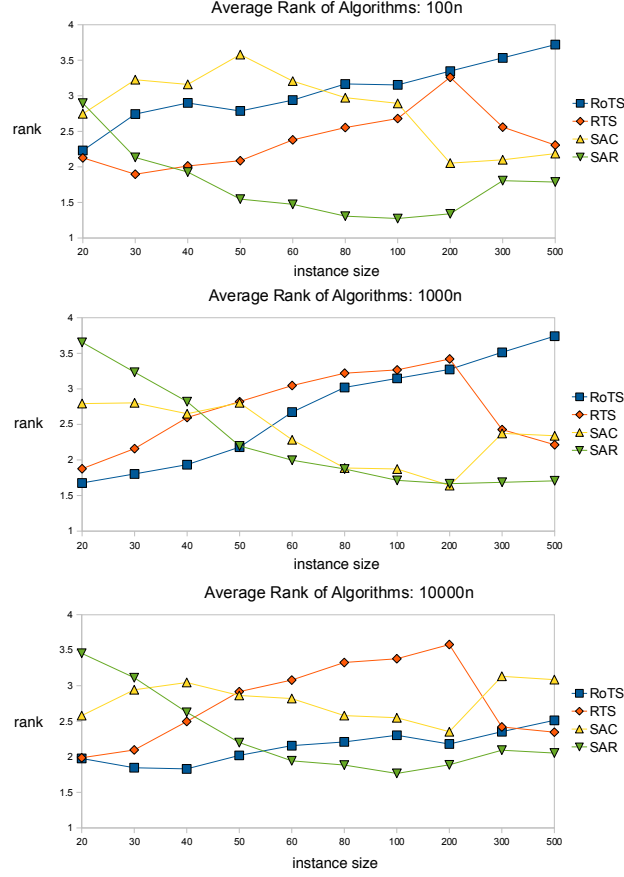 Average Rank of Algorithms: 100n
4
3.5
3
2.5
2
1.5
1
rank
20 30 40 50 60 80 100 200 300 500
instance size
RoTS
RTS
SAC
SAR
Average Rank of Algorithms: 1000n
4
3.5
3
2.5
2
1.5
1
rank
20 30 40 50 60 80 100 200 300 500
instance size
RoTS
RTS
SAC
SAR
Average Rank of Algorithms: 10000n
4
3.5
3
2.5
2
1.5
1
rank
20 30 40 50 60 80 100 200 300 500
instance size
RoTS
RTS
SAC
SAR